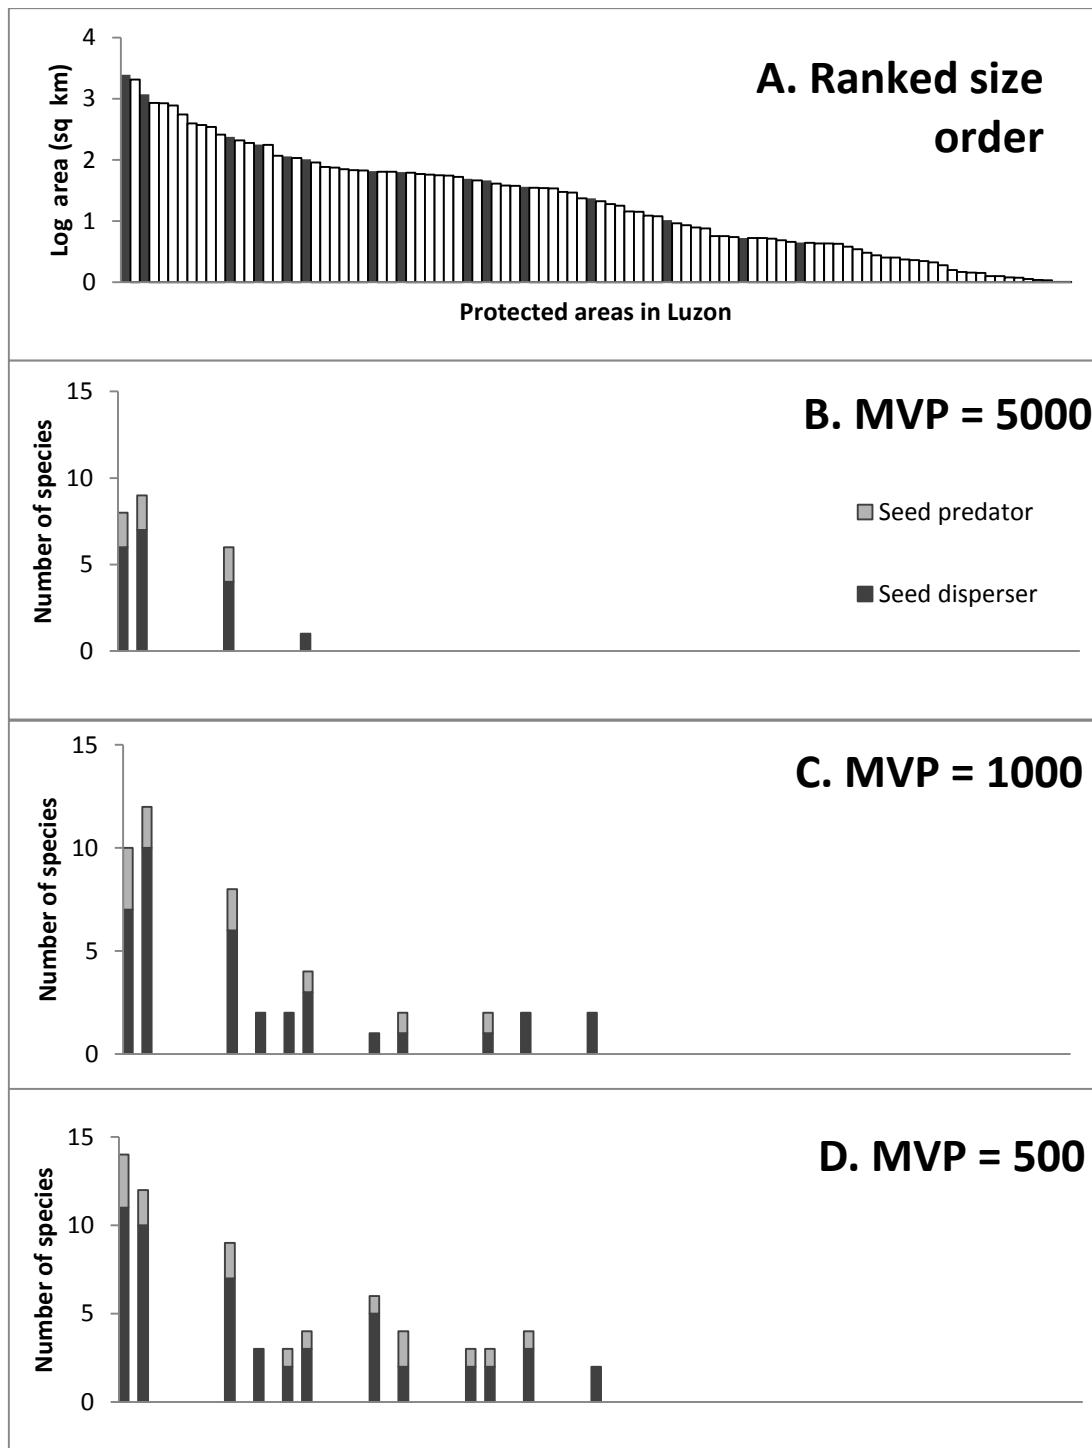 A. Ranked size
order
Log area (sq km)
4
3
2
1
0
Protected areas in Luzon
B. MVP = 5000
Number of species
15
10
5
0
Seed predator
Seed disperser
C. MVP = 1000
Number of species
15
10
5
0
D. MVP = 500
Number of species
15
10
5
0